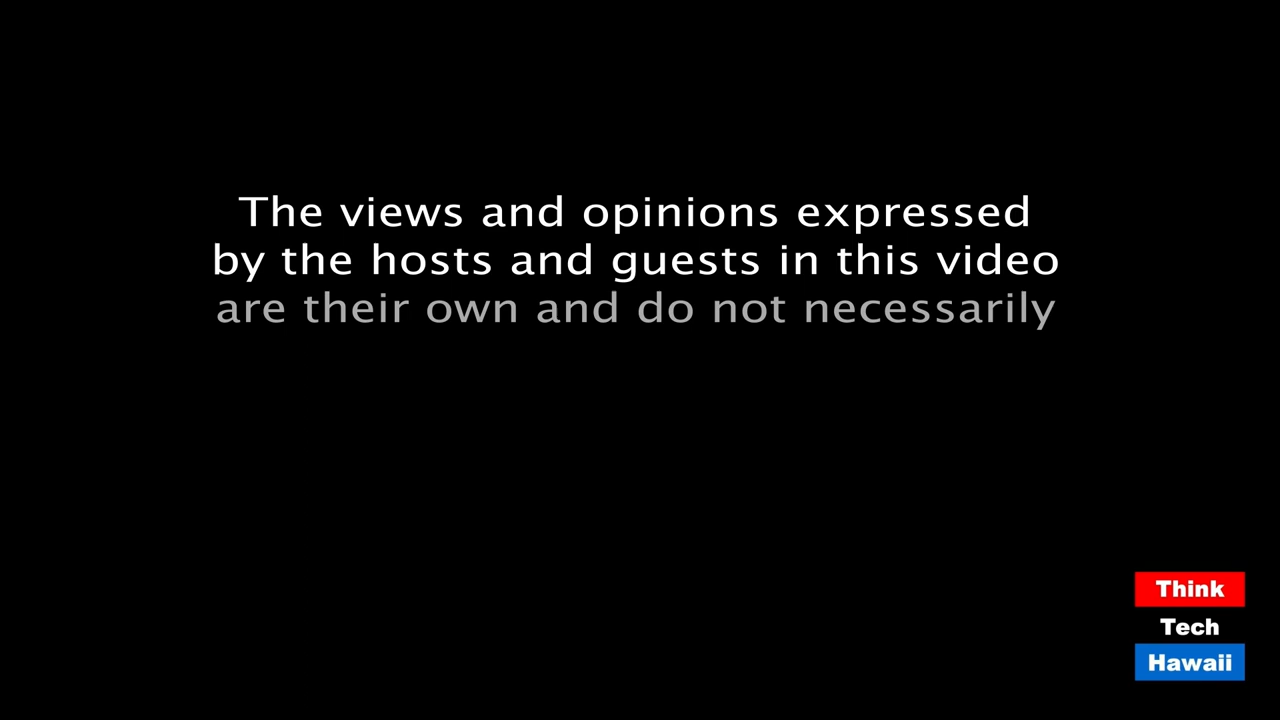 The views and opinions expressed
by the hosts and guests in this video
are their own and do not necessarily
Think
Tech
Hawaii